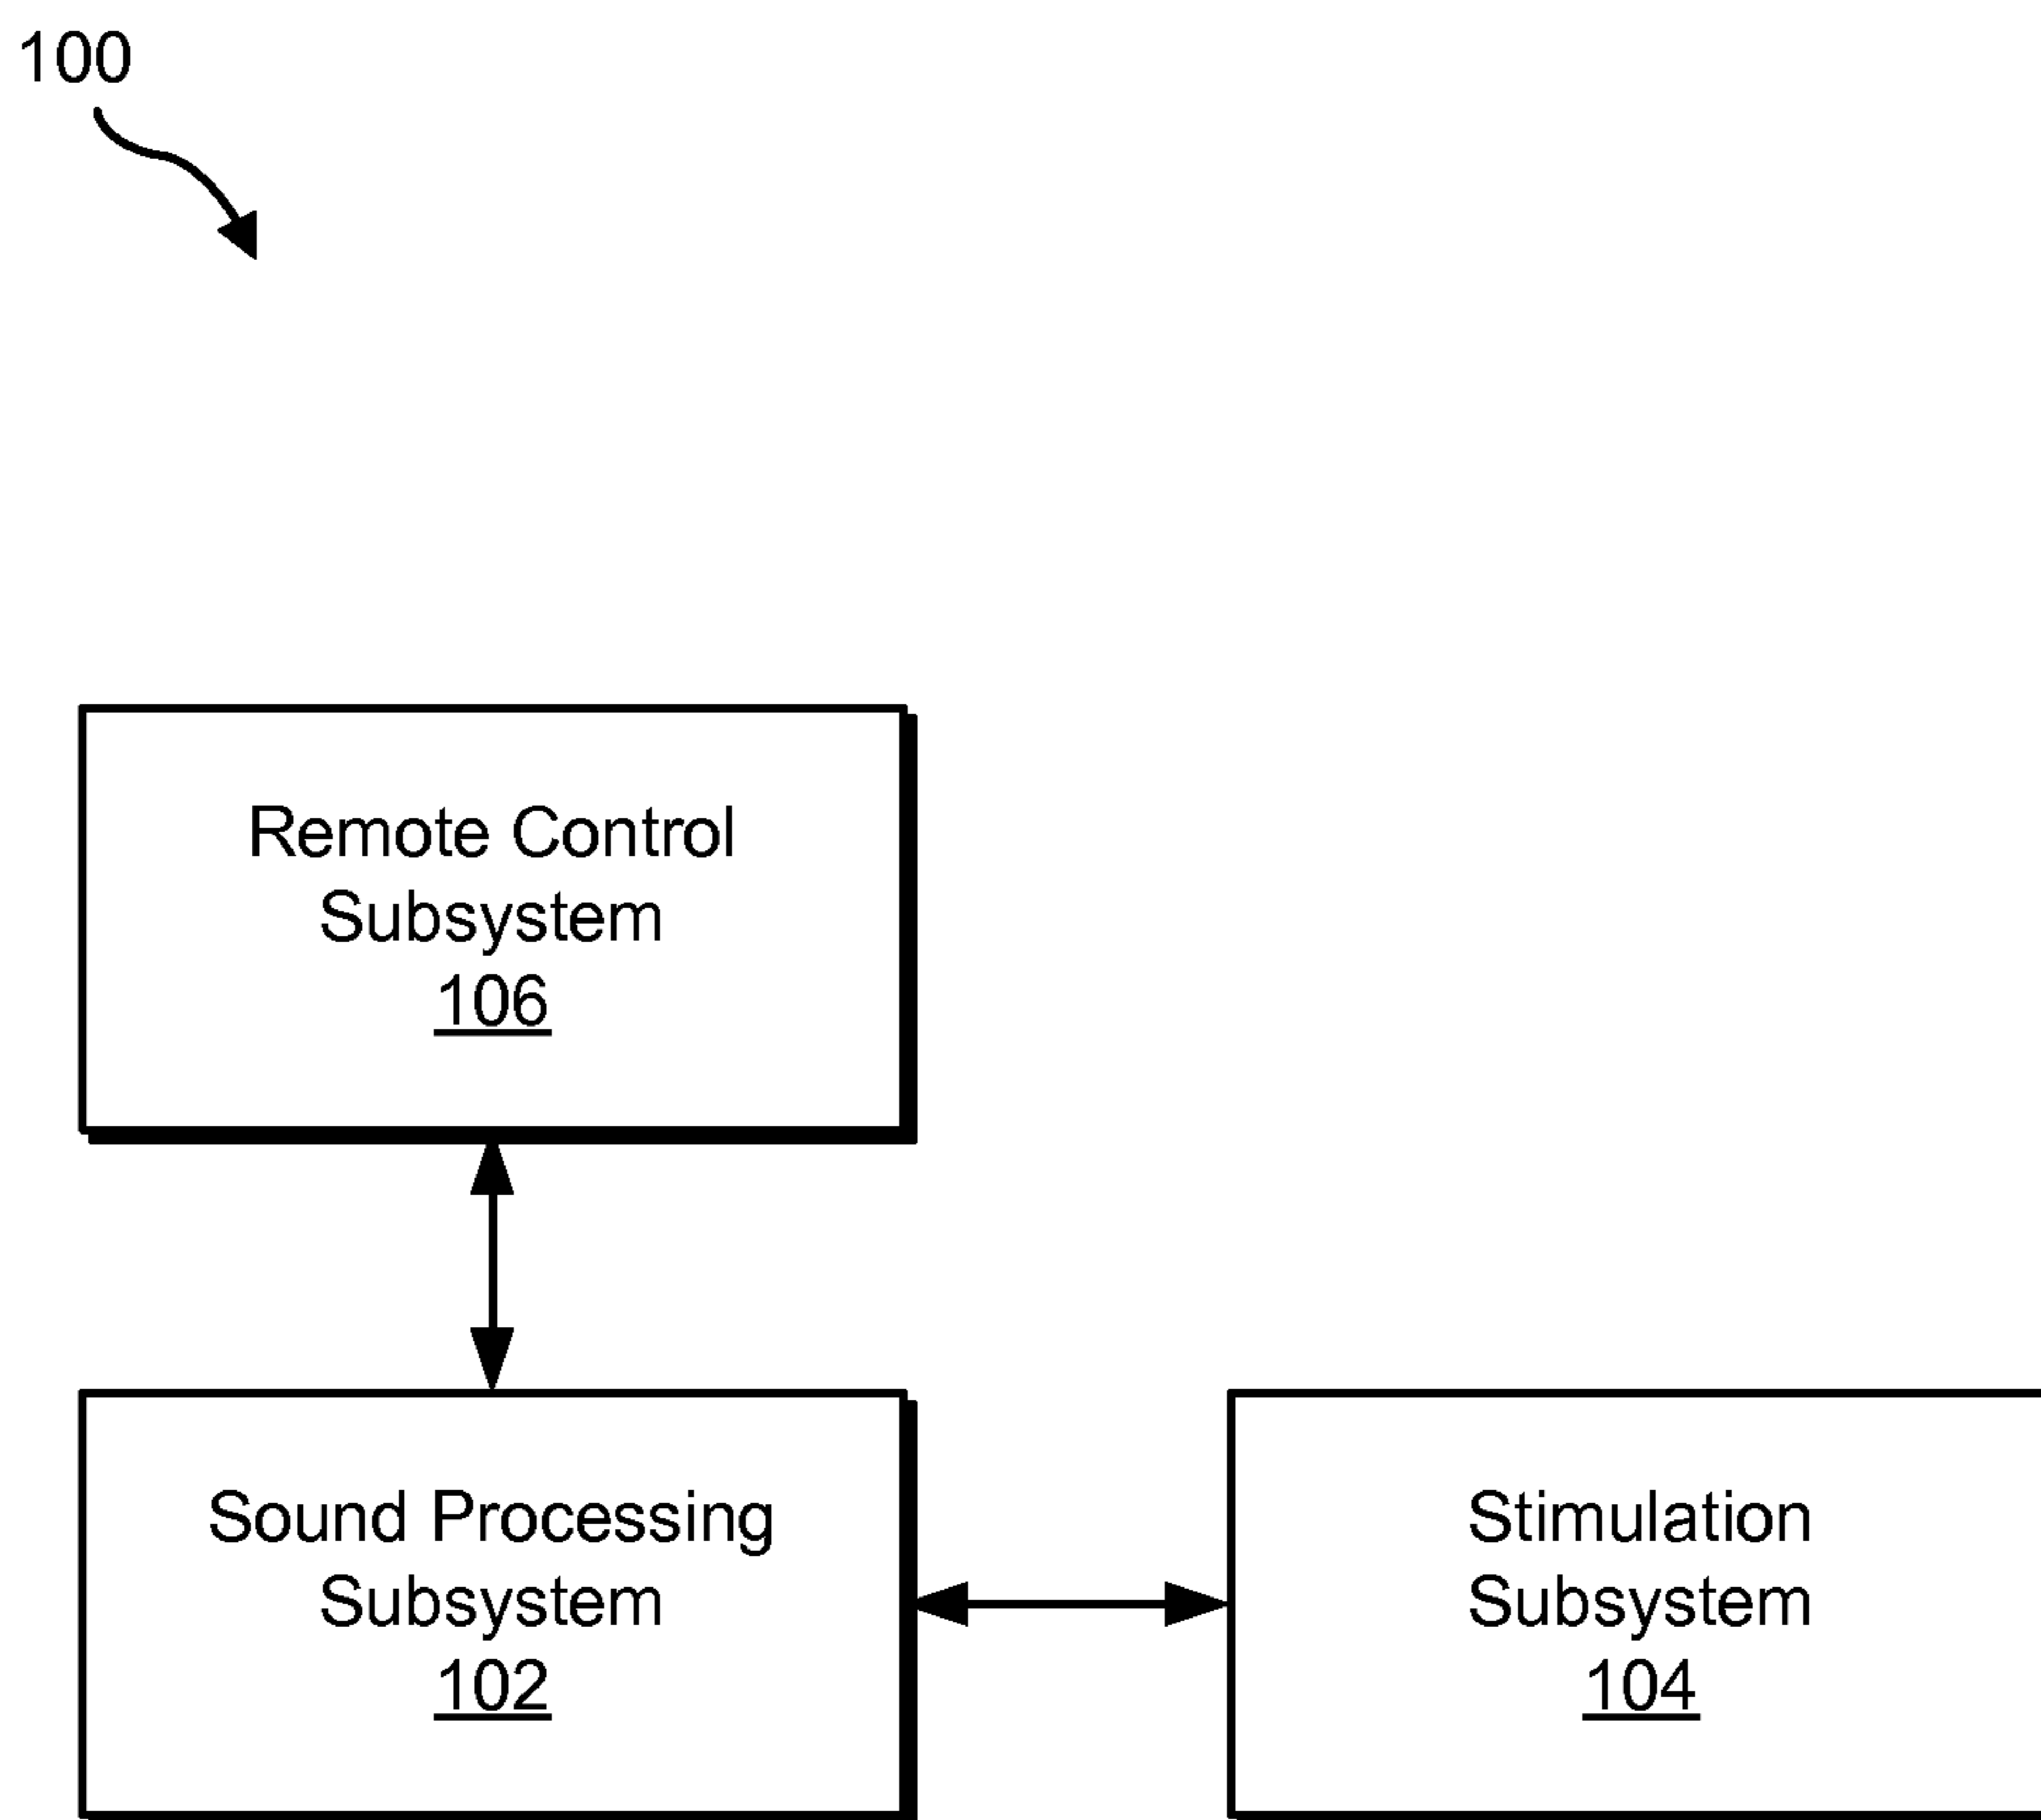 100
Remote Control
Subsystem
106
Sound Processing
Subsystem
102
Stimulation
Subsystem
104